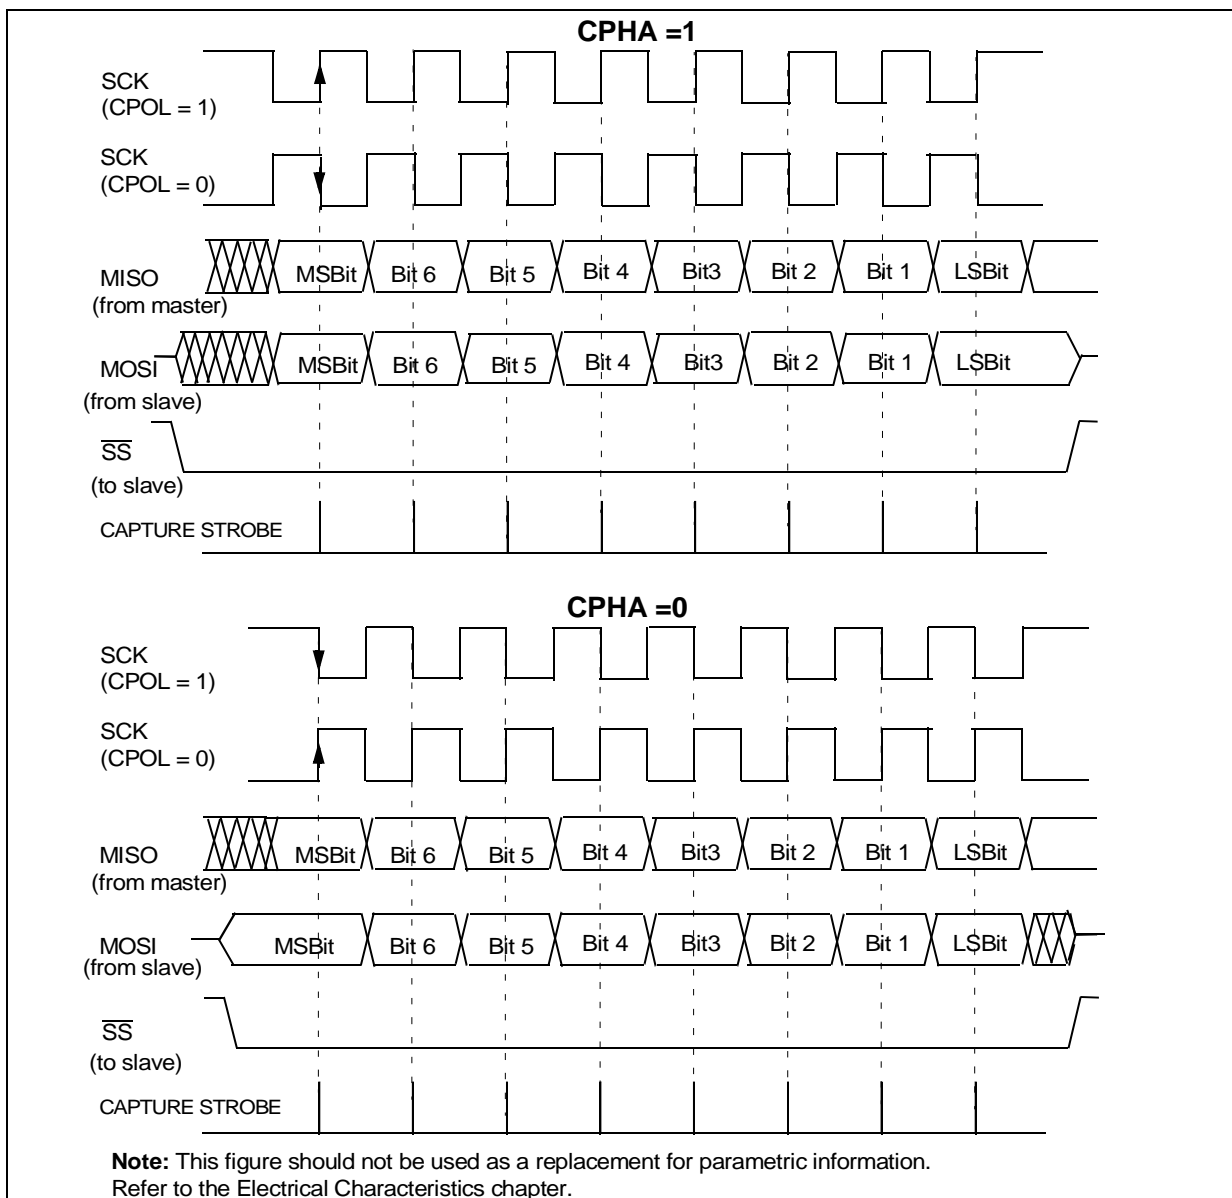 CPHA =1
SCK
(CPOL = 1)
SCK
(CPOL = 0)
MISO
(from master)
MSBit Bit 6 Bit 5 Bit 4 Bit3 Bit 2 Bit 1 LSBit
MOSI
(from slave)
MSBit Bit 6 Bit 5 Bit 4 Bit3 Bit 2 Bit 1 LSBit
SS
(to slave)
CAPTURE STROBE
CPHA =0
SCK
(CPOL = 1)
SCK
(CPOL = 0)
MISO
(from master)
MSBit Bit 6 Bit 5 Bit 4 Bit3 Bit 2 Bit 1 LSBit
MOSI
(from slave)
MSBit Bit 6 Bit 5 Bit 4 Bit3 Bit 2 Bit 1 LSBit
SS
(to slave)
CAPTURE STROBE
Note: This figure should not be used as a replacement for parametric information.
Refer to the Electrical Characteristics chapter.